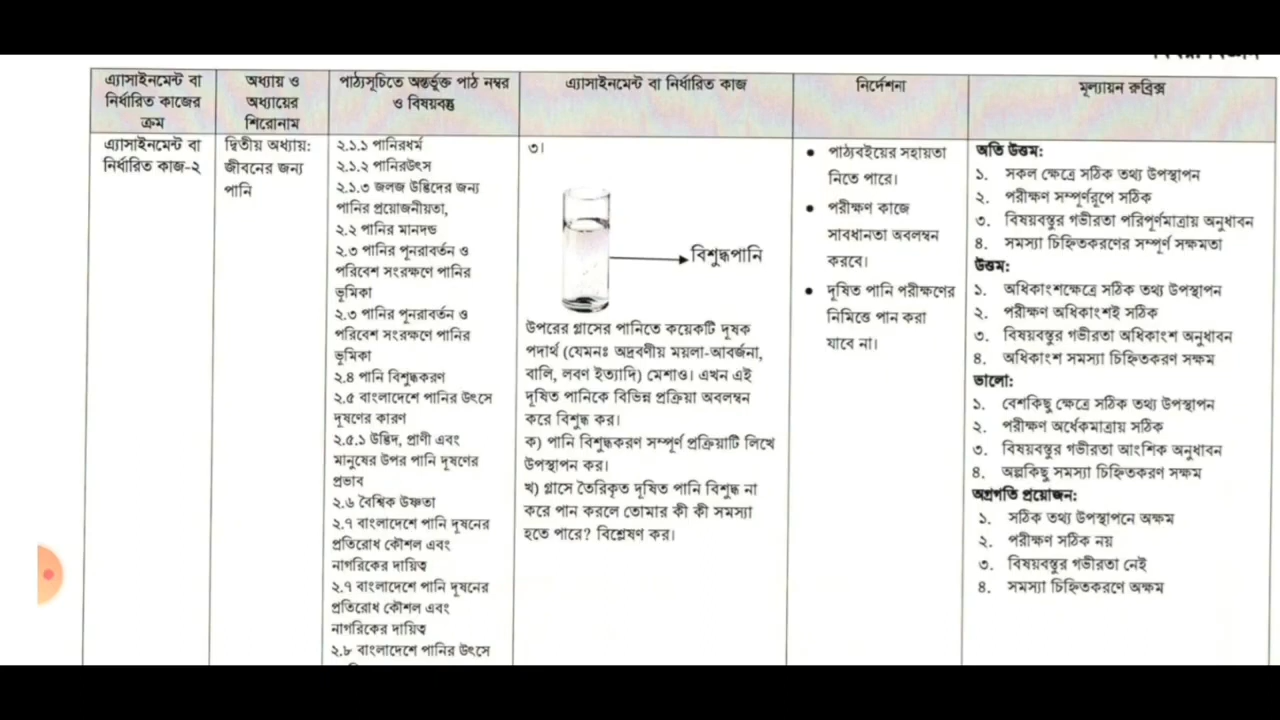 এ্যাসাইনমেন্ট বা
নির্ধারিত কাজের
ক্রম
অধ্যায় ও
অধ্যায়ের
শিরোনাম
পাঠ্যসূচিতে অন্তর্ভুক্ত পাঠ নম্বর
ও বিষয়বস্তু
এ্যাসাইনমেন্ট বা নির্ধারিত কাজ
নির্দেশনা
মূল্যায়ন রুব্রিক্স
এ্যাসাইনমেন্ট বা
নির্ধারিত কাজ-২
দ্বিতীয় অধ্যায়:
জীবনের জন্য
পানি
২.১.১ পানিরধর্ম
২.১.২ পানিরউৎস
২.১.৩ জলজ উদ্ভিদের জন্য
পানির প্রয়োজনীয়তা,
২.২ পানির মানদন্ড
২.৩ পানির পূনরাবর্তন ও
পরিবেশ সংরক্ষণে পানির
ভূমিকা
২.৩ পানির পূনরাবর্তন ও
পরিবেশ সংরক্ষণে পানির
ভূমিকা
২.৪ পানি বিশুদ্ধকরণ
২.৫ বাংলাদেশে পানির উৎসে
দূষণের কারণ
২.৫.১ উদ্ভিদ, প্রাণী এবং
মানুষের উপর পানি দূষণের
প্রভাব
২.৬ বৈশ্বিক উষ্ণতা
২.৭ বাংলাদেশে পানি দূষনের
প্রতিরোধ কৌশল এবং
নাগরিকের দায়িত্ব
২.৭ বাংলাদেশে পানি দূষনের
প্রতিরোধ কৌশল এবং
নাগরিকের দায়িত্ব
২.৮ বাংলাদেশে পানির উৎসে
৩।
বিশুদ্ধপানি
উপরের গ্লাসের পানিতে কয়েকটি দূষক
পদার্থ (যেমনঃ অদ্রবণীয় ময়লা-আবর্জনা,
বালি, লবণ ইত্যাদি) মেশাও। এখন এই
দূষিত পানিকে বিভিন্ন প্রক্রিয়া অবলম্বন
করে বিশুদ্ধ কর।
ক) পানি বিশুদ্ধকরণ সম্পূর্ণ প্রক্রিয়াটি লিখে
উপস্থাপন কর।
খ) গ্লাসে তৈরিকৃত দূষিত পানি বিশুদ্ধ না
করে পান করলে তোমার কী কী সমস্যা
হতে পারে? বিশ্লেষণ কর।
• পাঠ্যবইয়ের সহায়তা
নিতে পারে।
• পরীক্ষণ কাজে
সাবধানতা অবলম্বন
করবে।
• দূষিত পানি পরীক্ষণের
নিমিত্তে পান করা
যাবে না।
অতি উত্তম:
১. সকল ক্ষেত্রে সঠিক তথ্য উপস্থাপন
২. পরীক্ষণ সম্পূর্ণরূপে সঠিক
৩. বিষয়বস্তুর গভীরতা পরিপূর্ণমাত্রায় অনুধাবন
৪. সমস্যা চিহ্নিতকরণের সম্পূর্ণ সক্ষমতা
উত্তম:
১. অধিকাংশক্ষেত্রে সঠিক তথ্য উপস্থাপন
২. পরীক্ষণ অধিকাংশই সঠিক
৩. বিষয়বস্তুর গভীরতা অধিকাংশ অনুধাবন
৪. অধিকাংশ সমস্যা চিহ্নিতকরণ সক্ষম
ভালো:
১. বেশকিছু ক্ষেত্রে সঠিক তথ্য উপস্থাপন
২. পরীক্ষণ অর্ধেকমাত্রায় সঠিক
৩. বিষয়বস্তুর গভীরতা আংশিক অনুধাবন
৪. অল্পকিছু সমস্যা চিহ্নিতকরণ সক্ষম
অগ্রগতি প্রয়োজন:
১. সঠিক তথ্য উপস্থাপনে অক্ষম
২. পরীক্ষণ সঠিক নয়
৩. বিষয়বস্তুর গভীরতা নেই
৪. সমস্যা চিহ্নিতকরণে অক্ষম